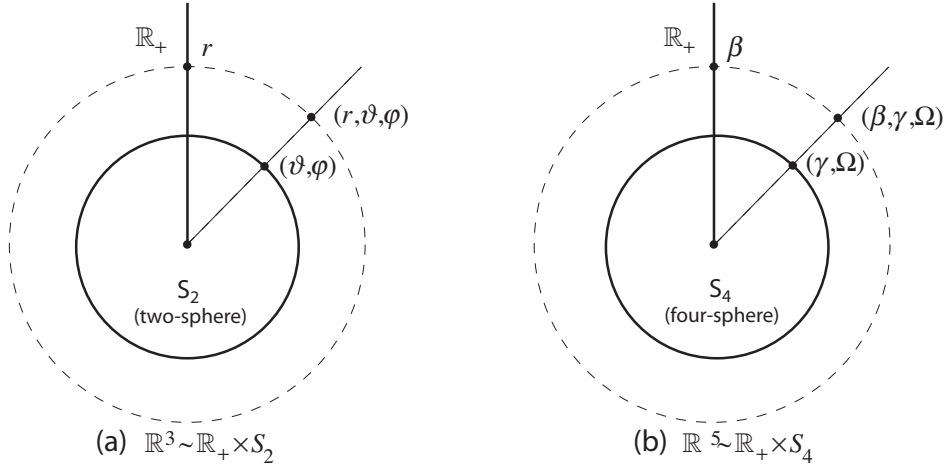 ℝ₊ r
(r,ϑ,φ)
(ϑ,φ)
S₂
(two-sphere)
(a) ℝ³~ℝ₊×S₂
ℝ₊ β
(β,γ,Ω)
(γ,Ω)
S₄
(four-sphere)
(b) ℝ⁵~ℝ₊×S₄